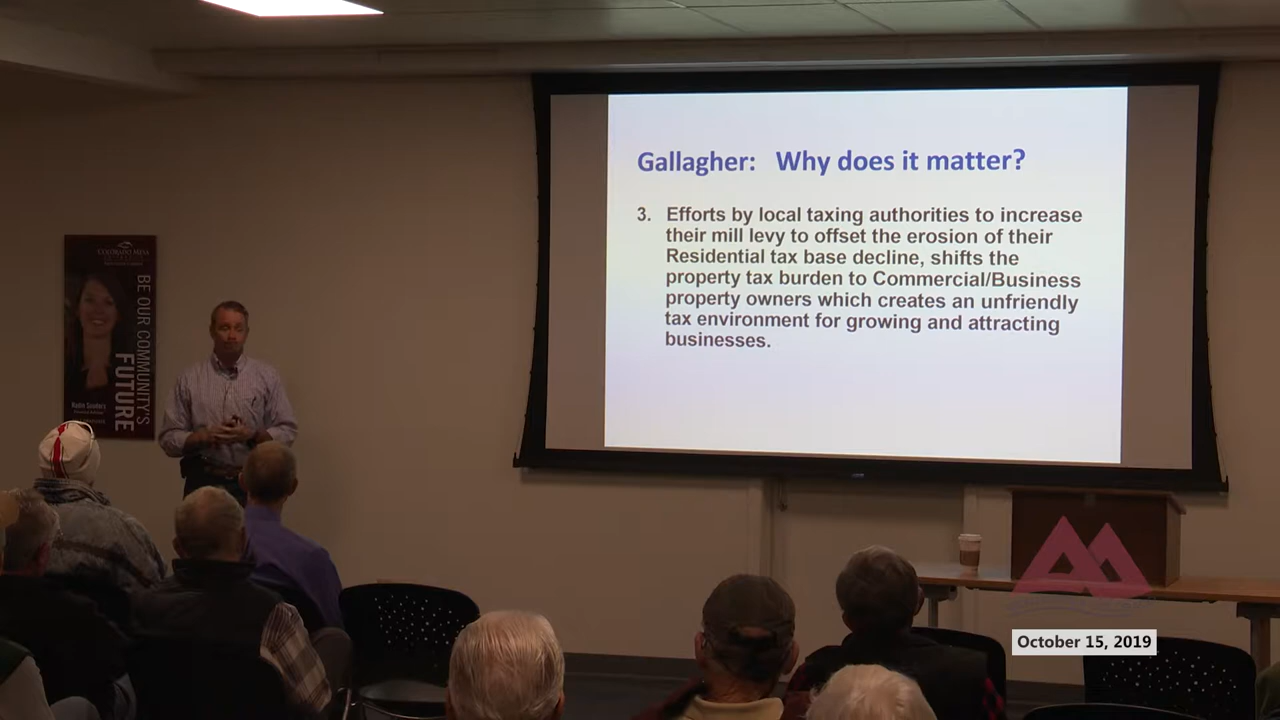 Gallagher: Why does it matter?
3. Efforts by local taxing authorities to increase
their mill levy to offset the erosion of their
Residential tax base decline, shifts the
property tax burden to Commercial/Business
property owners which creates an unfriendly
tax environment for growing and attracting
businesses.
COLORADO MESA
BE OUR COMMUNITY'S
FUTURE
October 15, 2019